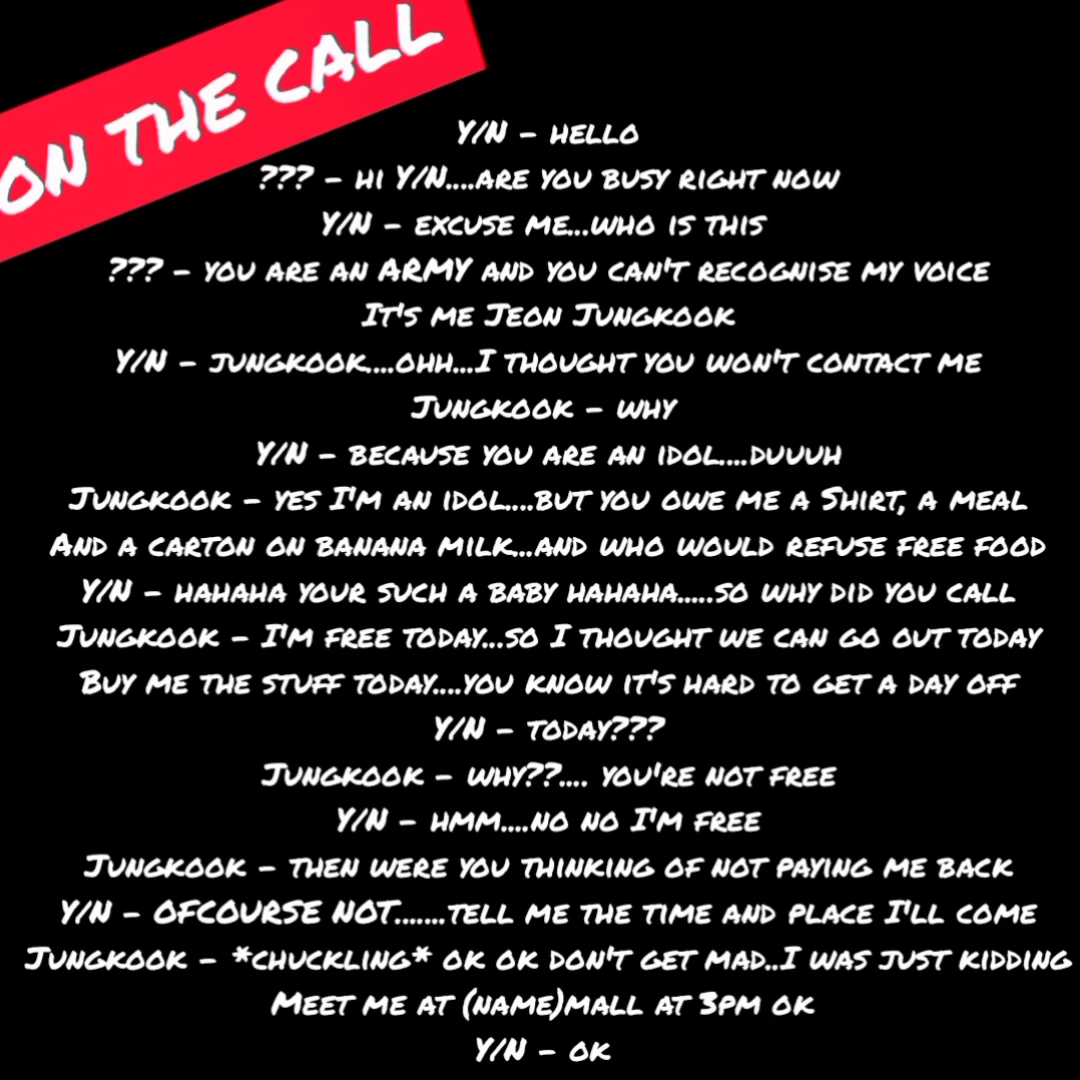 ON THE CALL
Y/N - HELLO
??? - HI Y/N....ARE YOU BUSY RIGHT NOW
Y/N - EXCUSE ME...WHO IS THIS
??? - YOU ARE AN ARMY AND YOU CAN'T RECOGNISE MY VOICE
IT'S ME JEON JUNGKOOK
Y/N - JUNGKOOK....OHH...I THOUGHT YOU WON'T CONTACT ME
JUNGKOOK - WHY
Y/N - BECAUSE YOU ARE AN IDOL....DUUUH
JUNGKOOK - YES I'M AN IDOL....BUT YOU OWE ME A SHIRT, A MEAL
AND A CARTON ON BANANA MILK...AND WHO WOULD REFUSE FREE FOOD
Y/N - HAHAHA YOUR SUCH A BABY HAHAHA.....SO WHY DID YOU CALL
JUNGKOOK - I'M FREE TODAY...SO I THOUGHT WE CAN GO OUT TODAY
BUY ME THE STUFF TODAY....YOU KNOW IT'S HARD TO GET A DAY OFF
Y/N - TODAY???
JUNGKOOK - WHY??.... YOU'RE NOT FREE
Y/N - HMM....NO NO I'M FREE
JUNGKOOK - THEN WERE YOU THINKING OF NOT PAYING ME BACK
Y/N - OFCOURSE NOT.......TELL ME THE TIME AND PLACE I'LL COME
JUNGKOOK - *CHUCKLING* OK OK DON'T GET MAD..I WAS JUST KIDDING
MEET ME AT (NAME)MALL AT 3PM OK
Y/N - OK